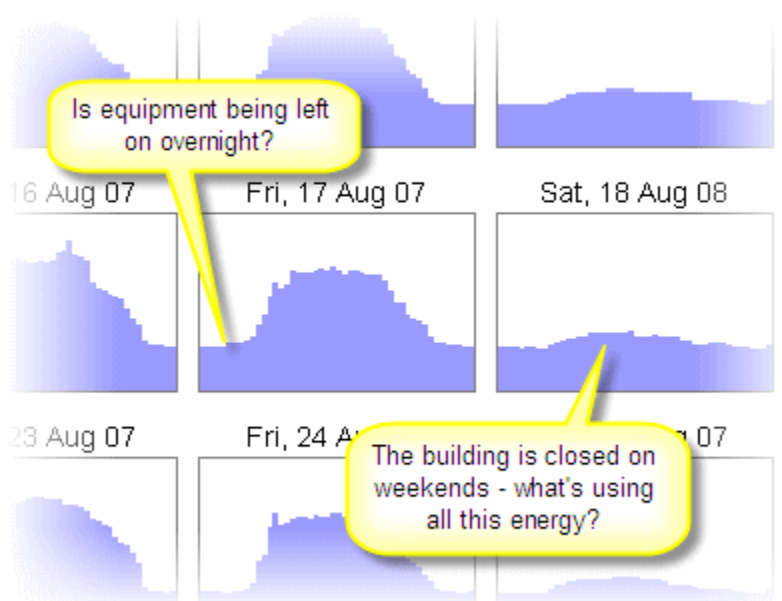 Is equipment being left
on overnight?
16 Aug 07
Fri, 17 Aug 07
Sat, 18 Aug 08
23 Aug 07
Fri, 24 A
07
The building is closed on
weekends - what's using
all this energy?